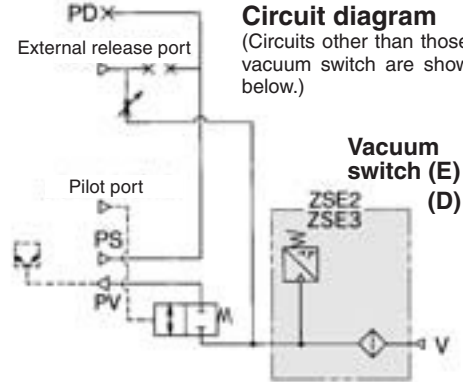 PD
Circuit diagram
(Circuits other than those
vacuum switch are show
below.)
External release port
Vacuum
switch (E)
(D)
Pilot port
ZSE2
ZSE3
PS
PV
V